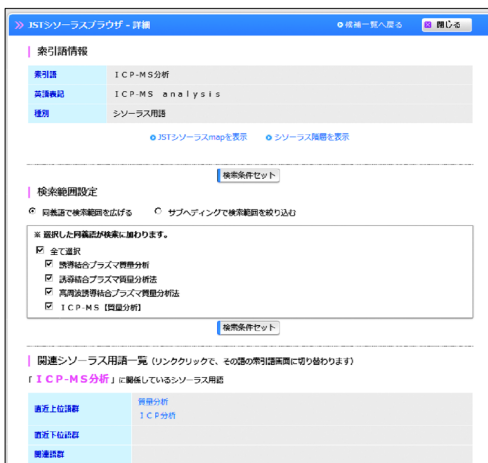 JSTシソーラスブラウザ - 詳細
候補一覧へ戻る
閉じる
索引語情報
索引語 ICP-MS分析
英語表記 ICP-MS analysis
種別 シソーラス用語
JSTシソーラスmapを表示 シソーラス階層を表示
検索条件セット
検索範囲設定
同義語で検索範囲を広げる サブヘディングで検索範囲を絞り込む
※ 選択した同義語が検索に加わります。
全て選択
誘導結合プラズマ質量分析
誘導結合プラズマ質量分析法
高周波誘導結合プラズマ質量分析法
ICP-MS【質量分析】
検索条件セット
関連シソーラス用語一覧 (リンククリックで、その語の索引語画面に切り替わります)
「ICP-MS分析」に関係しているシソーラス用語
直近上位語群 質量分析
ICP分析
直近下位語群
関連語群